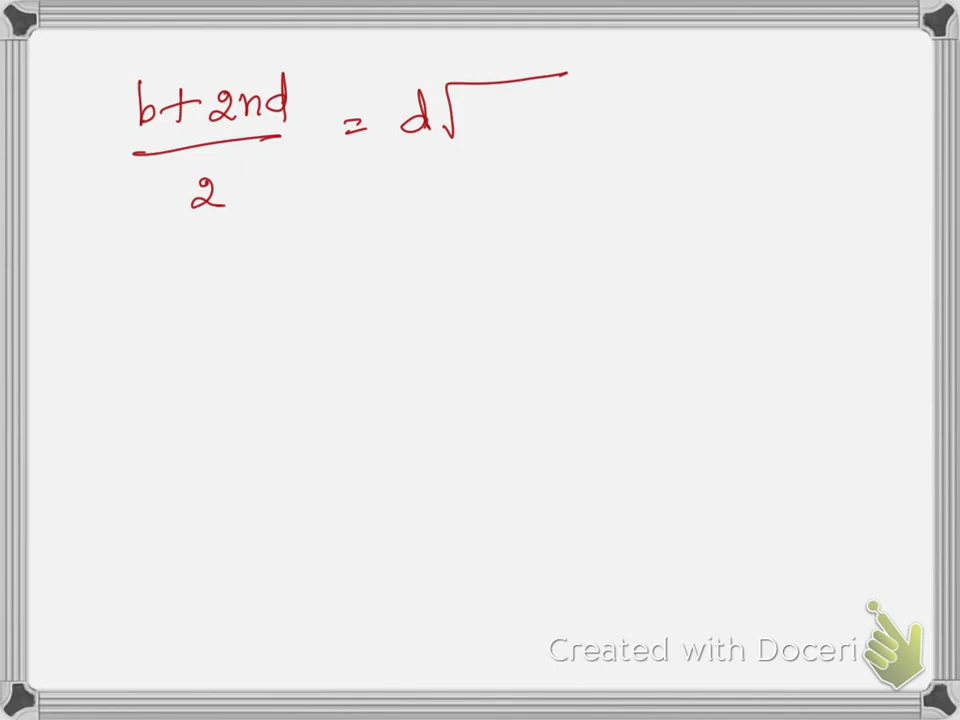 b+2nd = d√
2
Created with Doceri